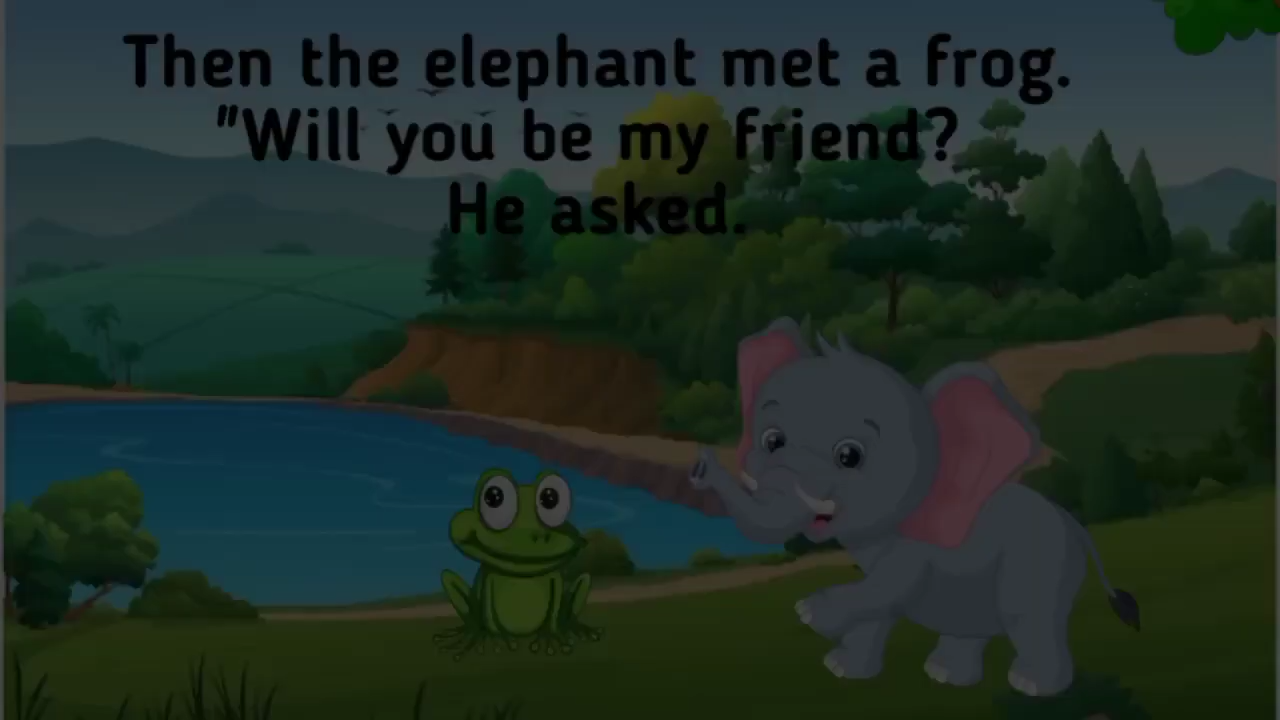 Then the elephant met a frog.
"Will you be my friend?
He asked.